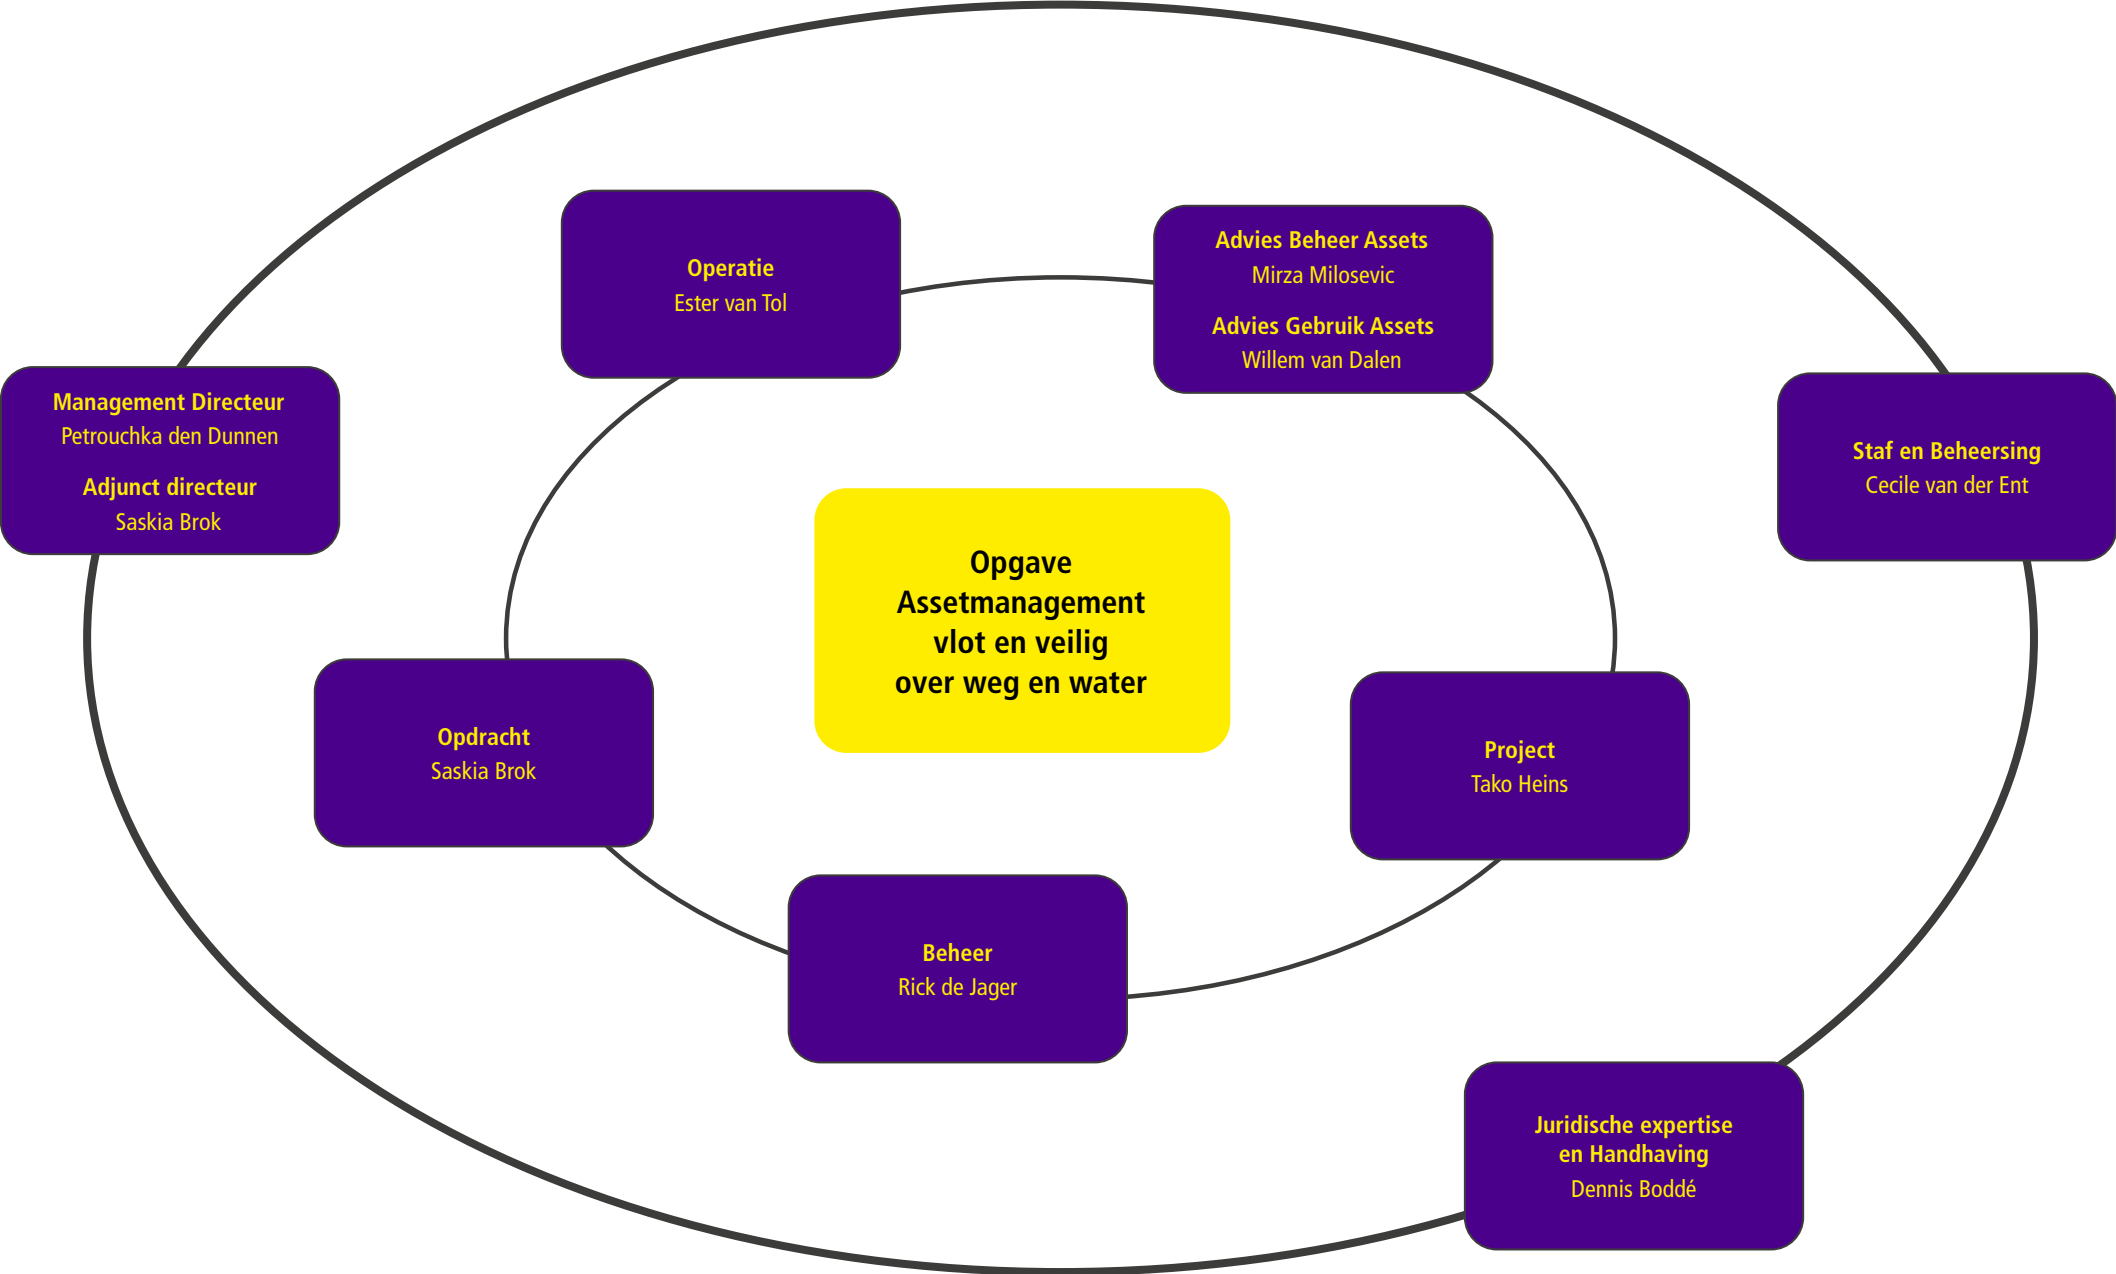 Operatie
Ester van Tol
Advies Beheer Assets
Mirza Milosevic
Advies Gebruik Assets
Willem van Dalen
Management Directeur
Petrouchka den Dunnen
Adjunct directeur
Saskia Brok
Staf en Beheersing
Cecile van der Ent
Opgave
Assetmanagement
vlot en veilig
over weg en water
Opdracht
Saskia Brok
Project
Tako Heins
Beheer
Rick de Jager
Juridische expertise
en Handhaving
Dennis Boddé